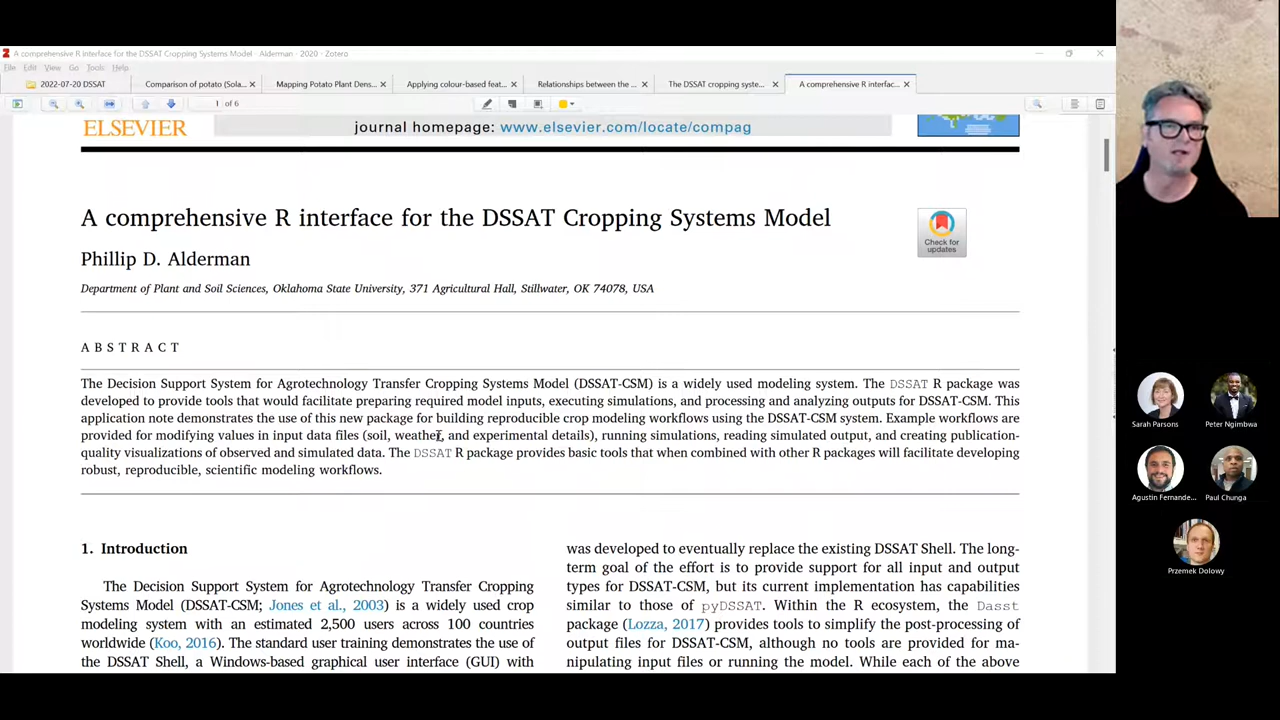 A comprehensive R interface for the DSSAT Cropping Systems Model - Alderman - 2020 - Zotero
File Edit View Go Tools Help
2022-07-20 DSSAT
Comparison of potato (Sola...
Mapping Potato Plant Dens...
Applying colour-based feat...
Relationships between the ...
The DSSAT cropping syste...
A comprehensive R interfac...
1 of 6
ELSEVIER
journal homepage: www.elsevier.com/locate/compag
A comprehensive R interface for the DSSAT Cropping Systems Model
Check for
updates
Phillip D. Alderman
Department of Plant and Soil Sciences, Oklahoma State University, 371 Agricultural Hall, Stillwater, OK 74078, USA
ABSTRACT
The Decision Support System for Agrotechnology Transfer Cropping Systems Model (DSSAT-CSM) is a widely used modeling system. The DSSAT R package was
developed to provide tools that would facilitate preparing required model inputs, executing simulations, and processing and analyzing outputs for DSSAT-CSM. This
application note demonstrates the use of this new package for building reproducible crop modeling workflows using the DSSAT-CSM system. Example workflows are
provided for modifying values in input data files (soil, weather, and experimental details), running simulations, reading simulated output, and creating publication-
quality visualizations of observed and simulated data. The DSSAT R package provides basic tools that when combined with other R packages will facilitate developing
robust, reproducible, scientific modeling workflows.
1. Introduction
The Decision Support System for Agrotechnology Transfer Cropping
Systems Model (DSSAT-CSM; Jones et al., 2003) is a widely used crop
modeling system with an estimated 2,500 users across 100 countries
worldwide (Koo, 2016). The standard user training demonstrates the use of
the DSSAT Shell, a Windows-based graphical user interface (GUI) with
was developed to eventually replace the existing DSSAT Shell. The long-
term goal of the effort is to provide support for all input and output
types for DSSAT-CSM, but its current implementation has capabilities
similar to those of pyDSSAT. Within the R ecosystem, the Dasst
package (Lozza, 2017) provides tools to simplify the post-processing of
output files for DSSAT-CSM, although no tools are provided for ma-
nipulating input files or running the model. While each of the above
Sarah Parsons
Peter Ngimbwa
Agustin Fernande...
Paul Chunga
Przemek Dolowy